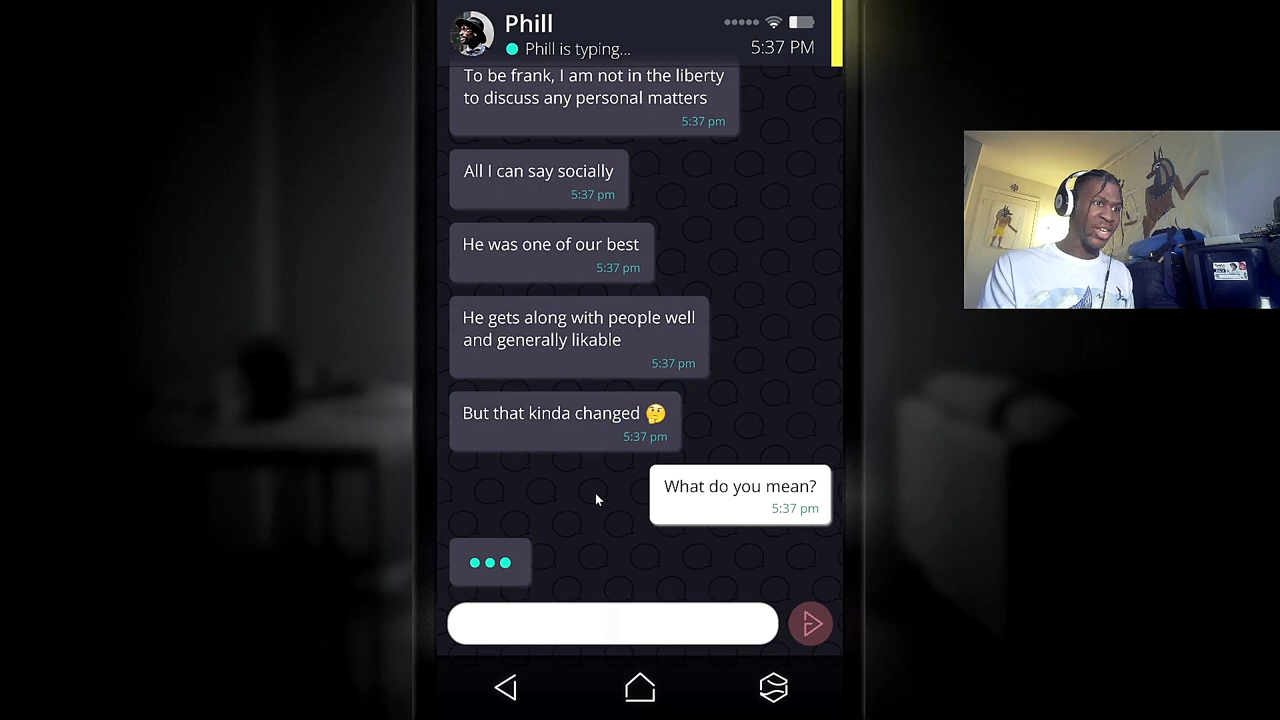 Phill
Phill is typing...
5:37 PM
To be frank, I am not in the liberty
to discuss any personal matters
5:37 pm
All I can say socially
5:37 pm
He was one of our best
5:37 pm
He gets along with people well
and generally likable
5:37 pm
But that kinda changed 🤔
5:37 pm
What do you mean?
5:37 pm